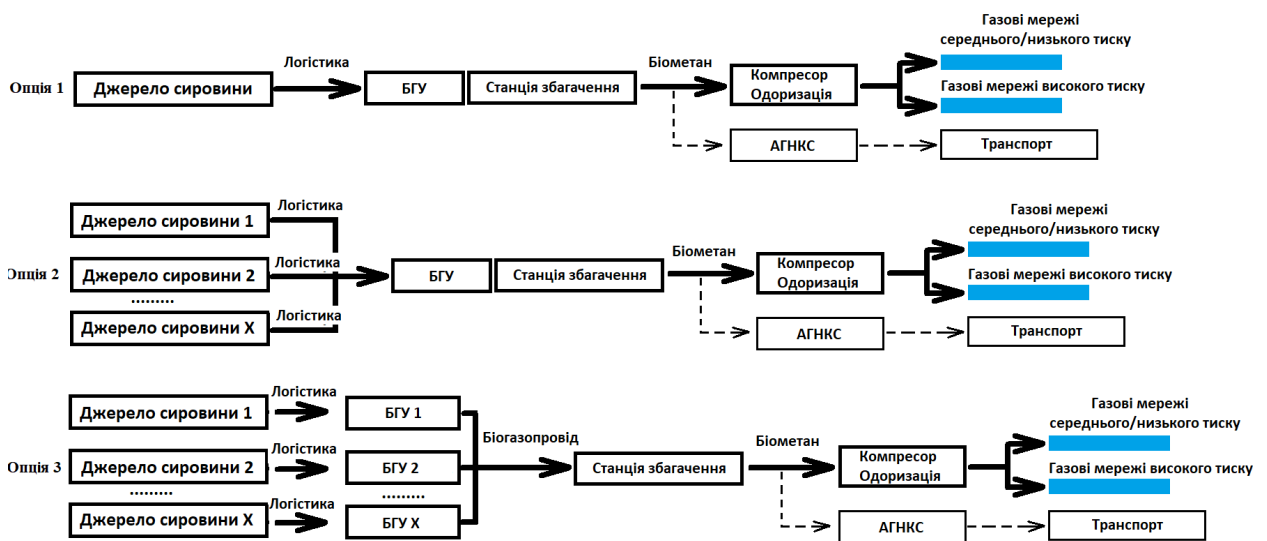 Газові мережі
середнього/низького тиску
Логістика
Біометан
Опція 1
Джерело сировини
БГУ
Станція збагачення
Компресор
Одоризація
Газові мережі високого тиску
АГНКС
Транспорт
Джерело сировини 1
Логістика
Газові мережі
середнього/низького тиску
Опція 2
Джерело сировини 2
Логістика
БГУ
Станція збагачення
Біометан
Компресор
Одоризація
Газові мережі високого тиску
.........
Джерело сировини Х
Логістика
АГНКС
Транспорт
Джерело сировини 1
Логістика
БГУ 1
Газові мережі
середнього/низького тиску
Опція 3
Джерело сировини 2
Логістика
БГУ 2
Біогазопровід
Станція збагачення
Біометан
Компресор
Одоризація
Газові мережі високого тиску
.........
.........
Джерело сировини Х
Логістика
БГУ Х
АГНКС
Транспорт